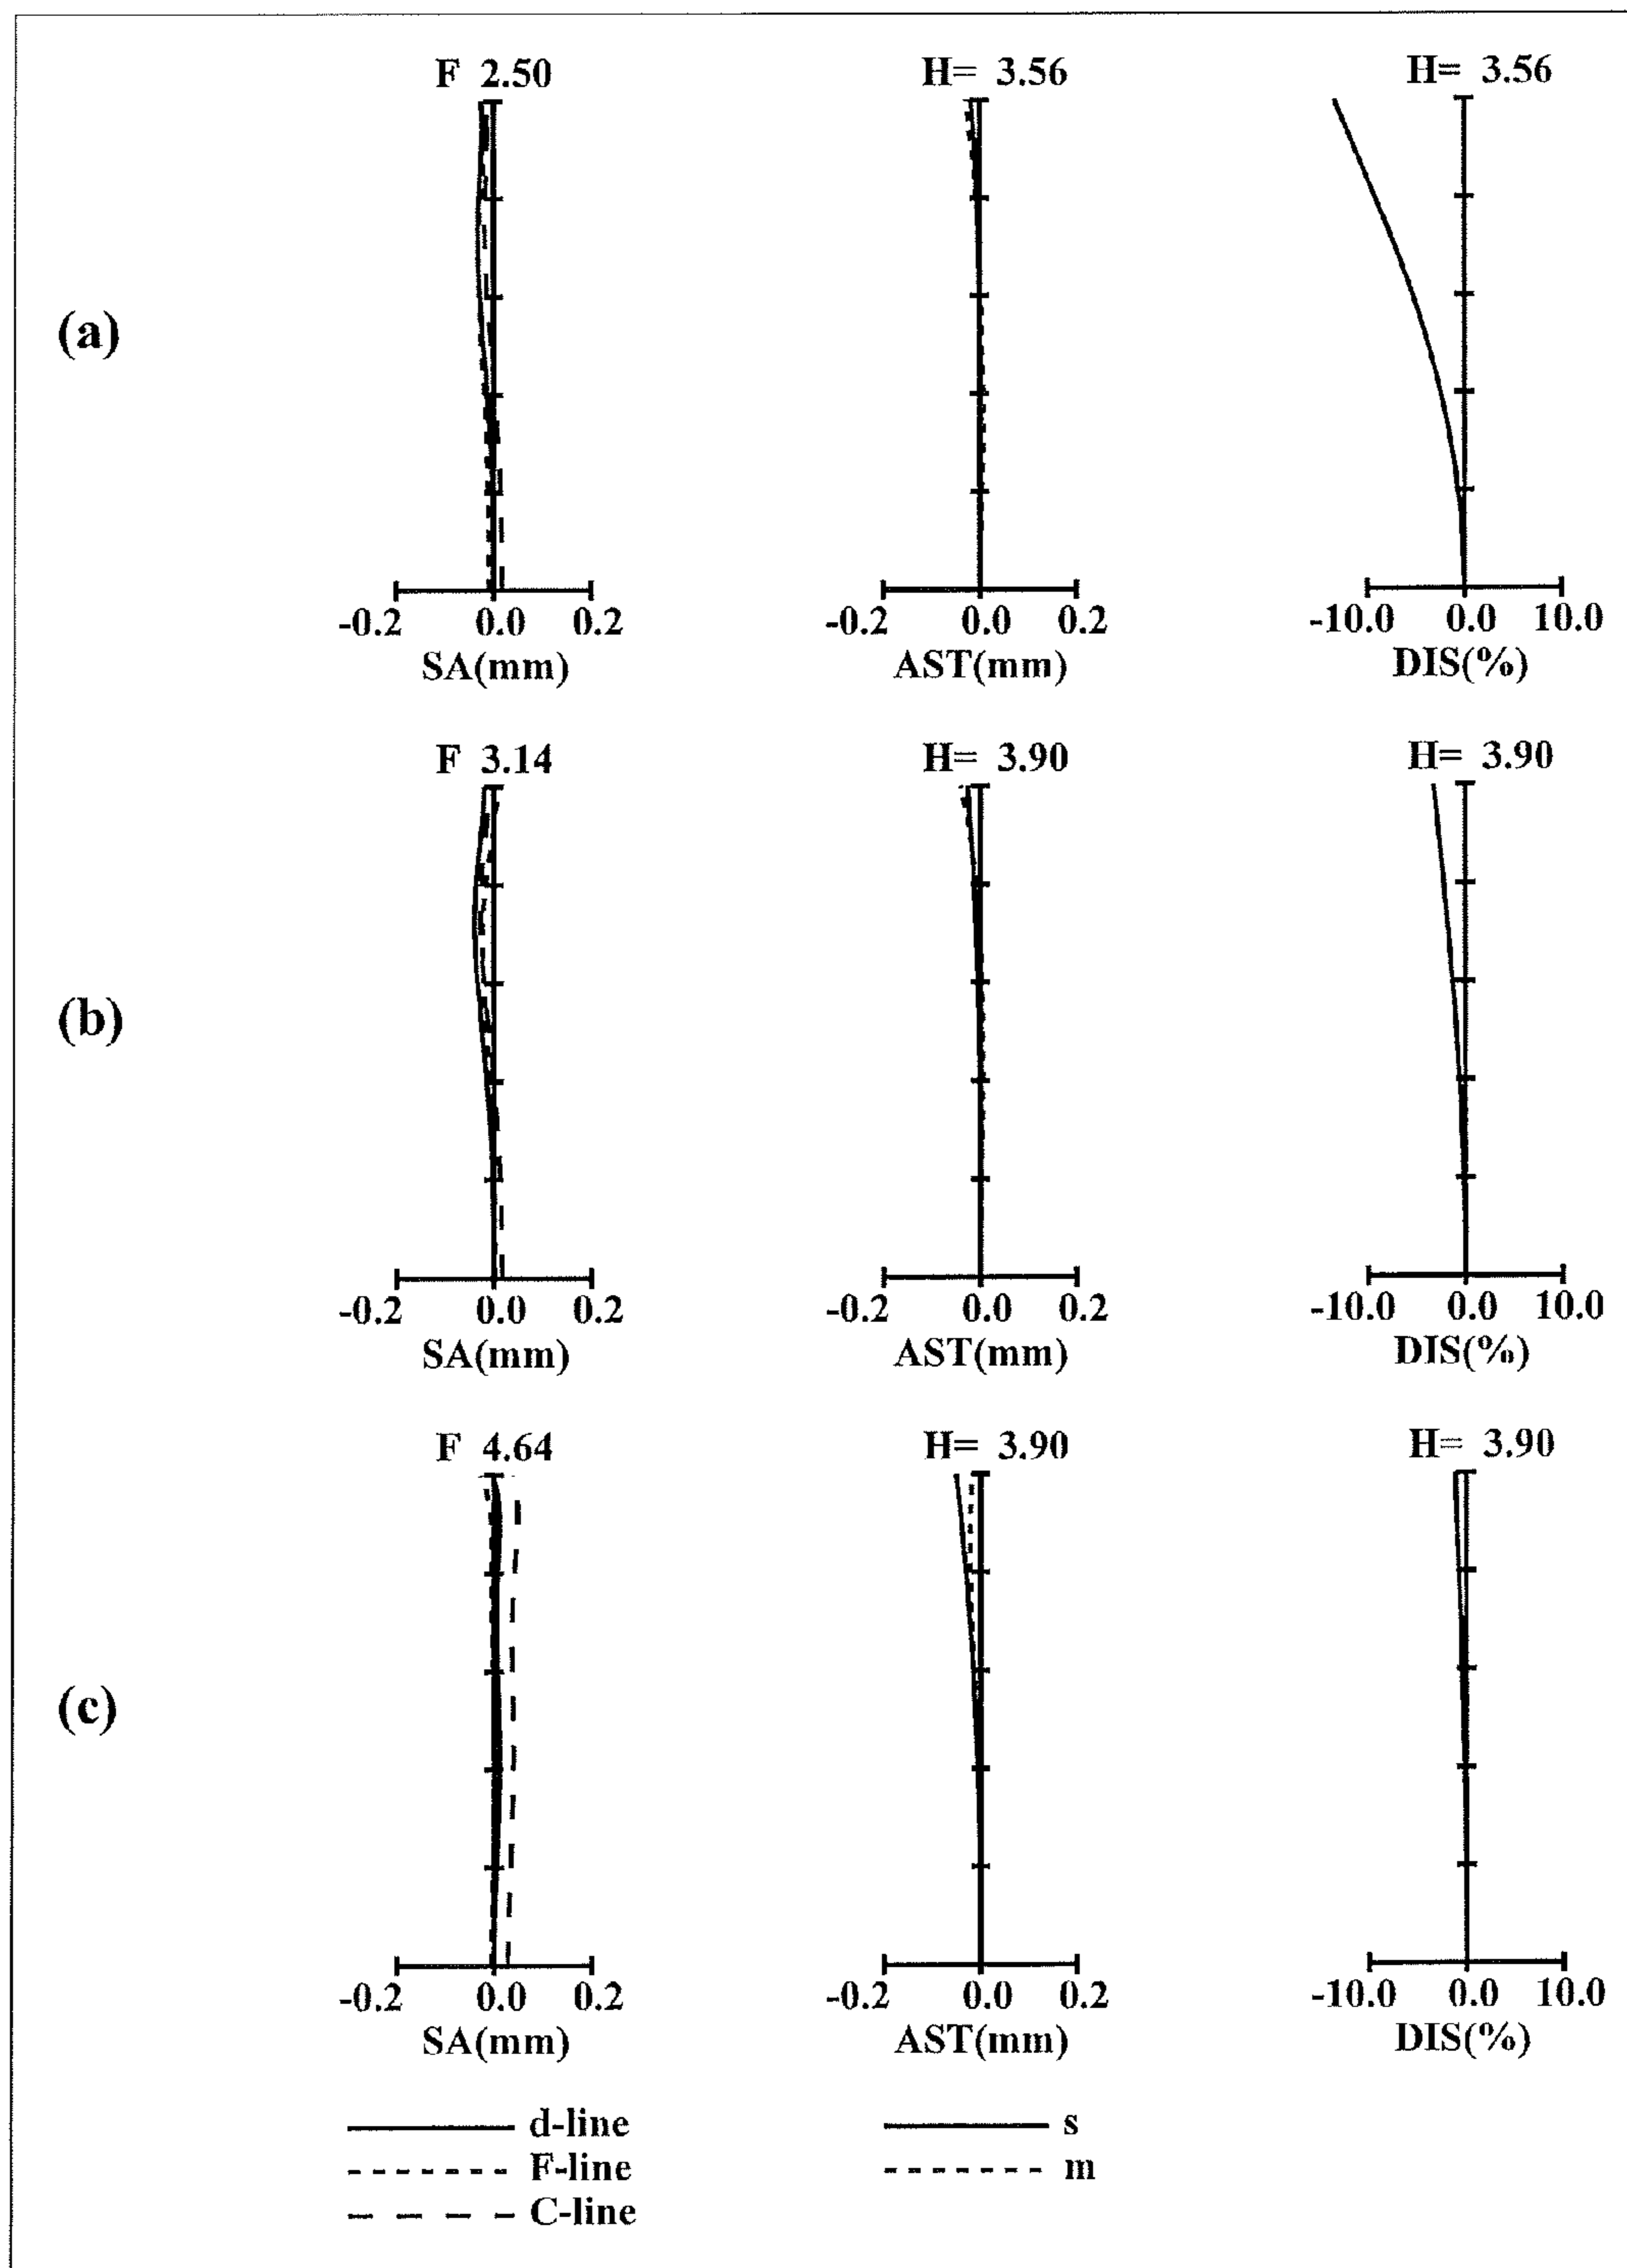 F 2.50 H= 3.56 H= 3.56
(a)
-0.2 0.0 0.2 -0.2 0.0 0.2 -10.0 0.0 10.0
SA(mm) AST(mm) DIS(%)
F 3.14 H= 3.90 H= 3.90
(b)
-0.2 0.0 0.2 -0.2 0.0 0.2 -10.0 0.0 10.0
SA(mm) AST(mm) DIS(%)
F 4.64 H= 3.90 H= 3.90
(c)
-0.2 0.0 0.2 -0.2 0.0 0.2 -10.0 0.0 10.0
SA(mm) AST(mm) DIS(%)
d-line s
F-line m
C-line